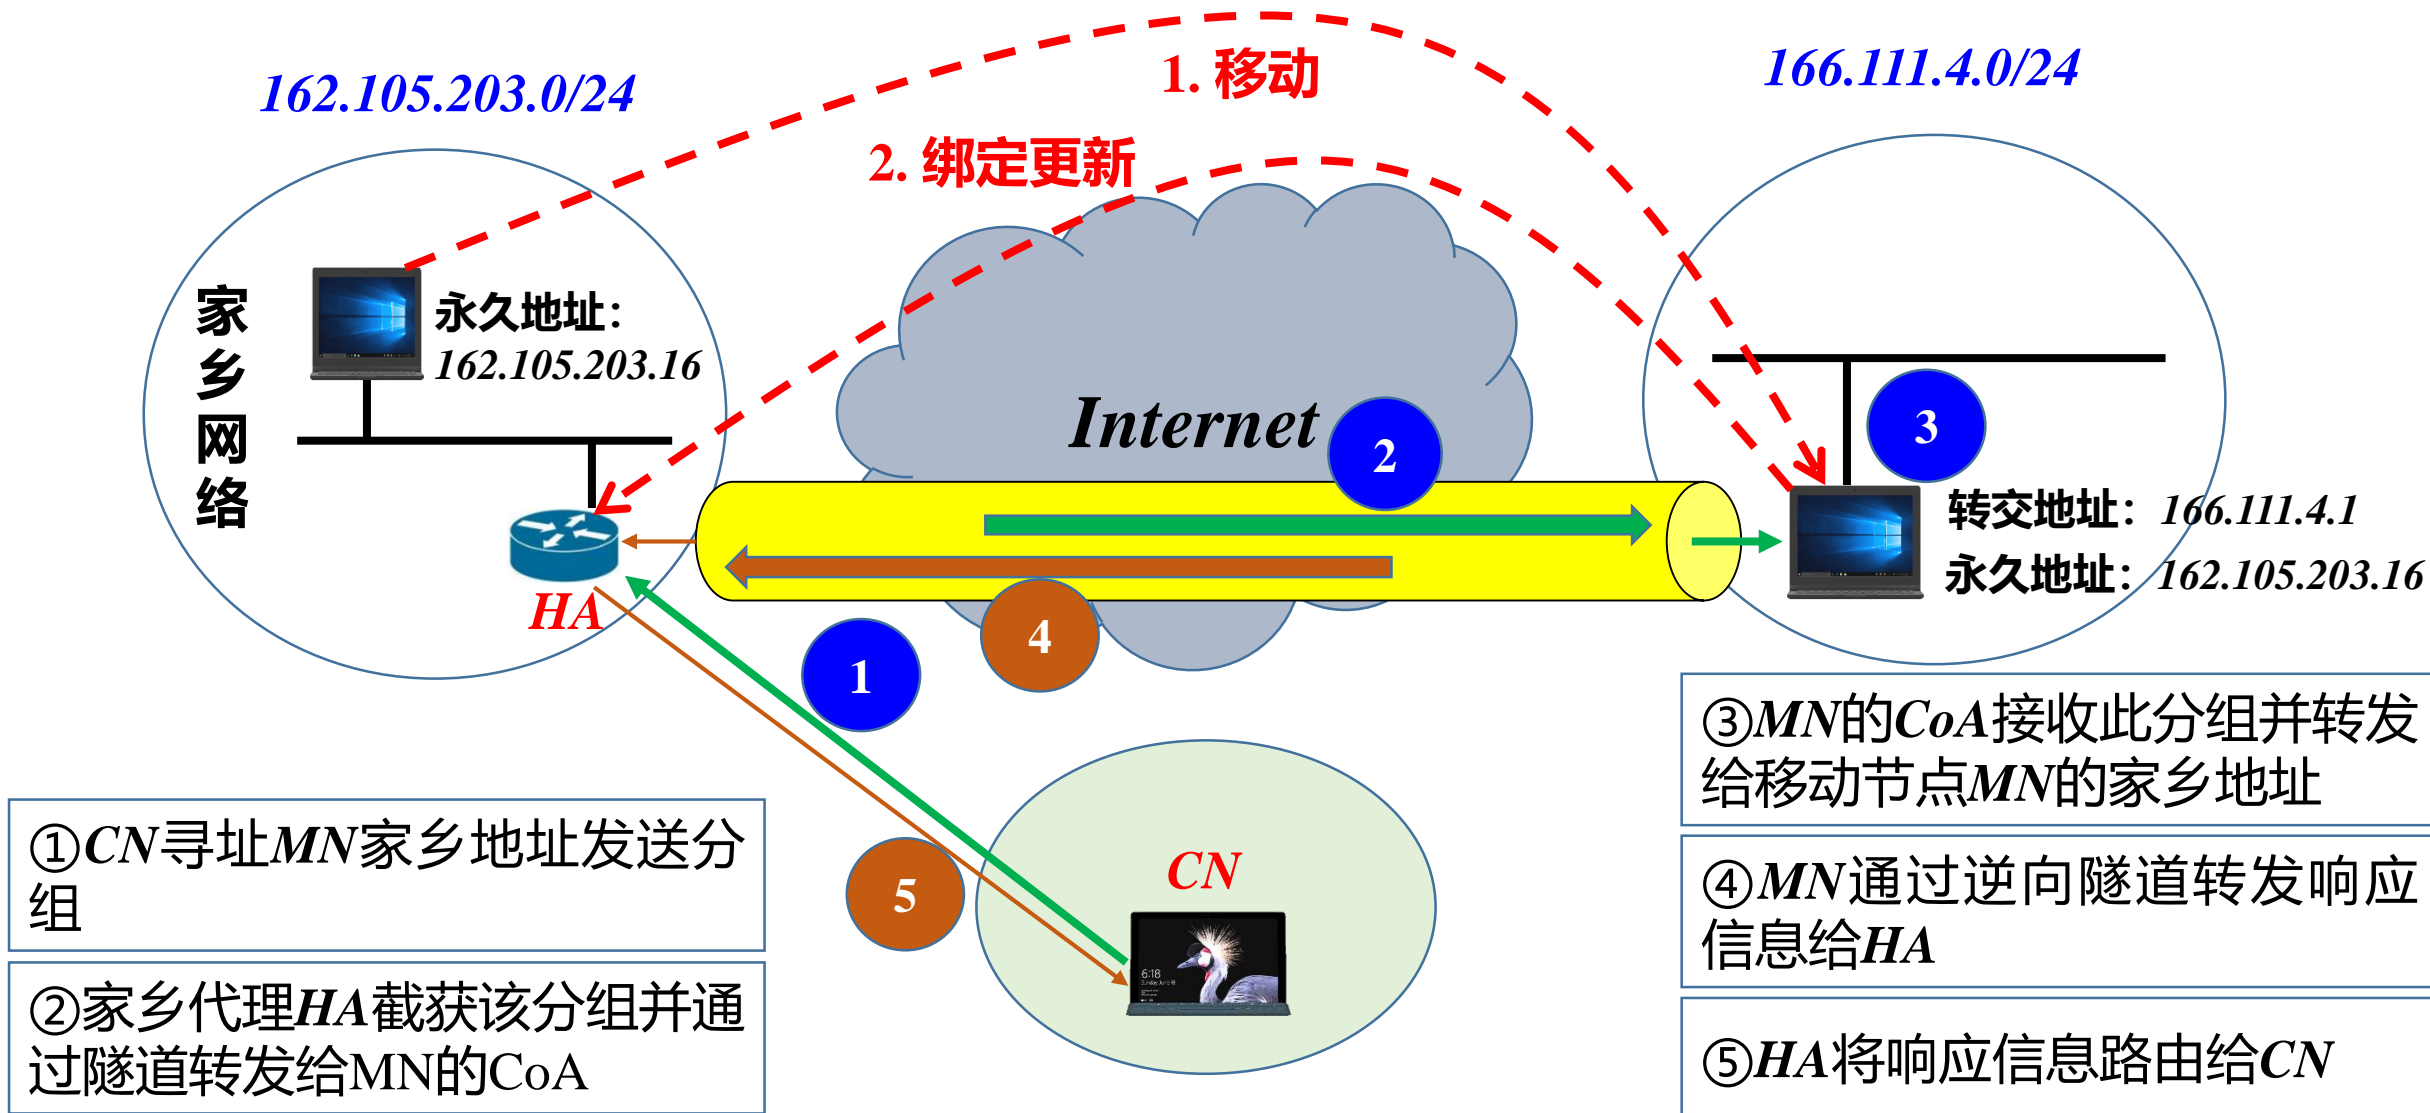 162.105.203.0/24
1. 移动
166.111.4.0/24
2. 绑定更新
家
乡
网
络
永久地址：
162.105.203.16
Internet
2
3
转交地址：166.111.4.1
永久地址：162.105.203.16
HA
4
1
5
CN
6:18
①CN寻址MN家乡地址发送分
组
②家乡代理HA截获该分组并通
过隧道转发给MN的CoA
③MN的CoA接收此分组并转发
给移动节点MN的家乡地址
④MN通过逆向隧道转发响应
信息给HA
⑤HA将响应信息路由给CN